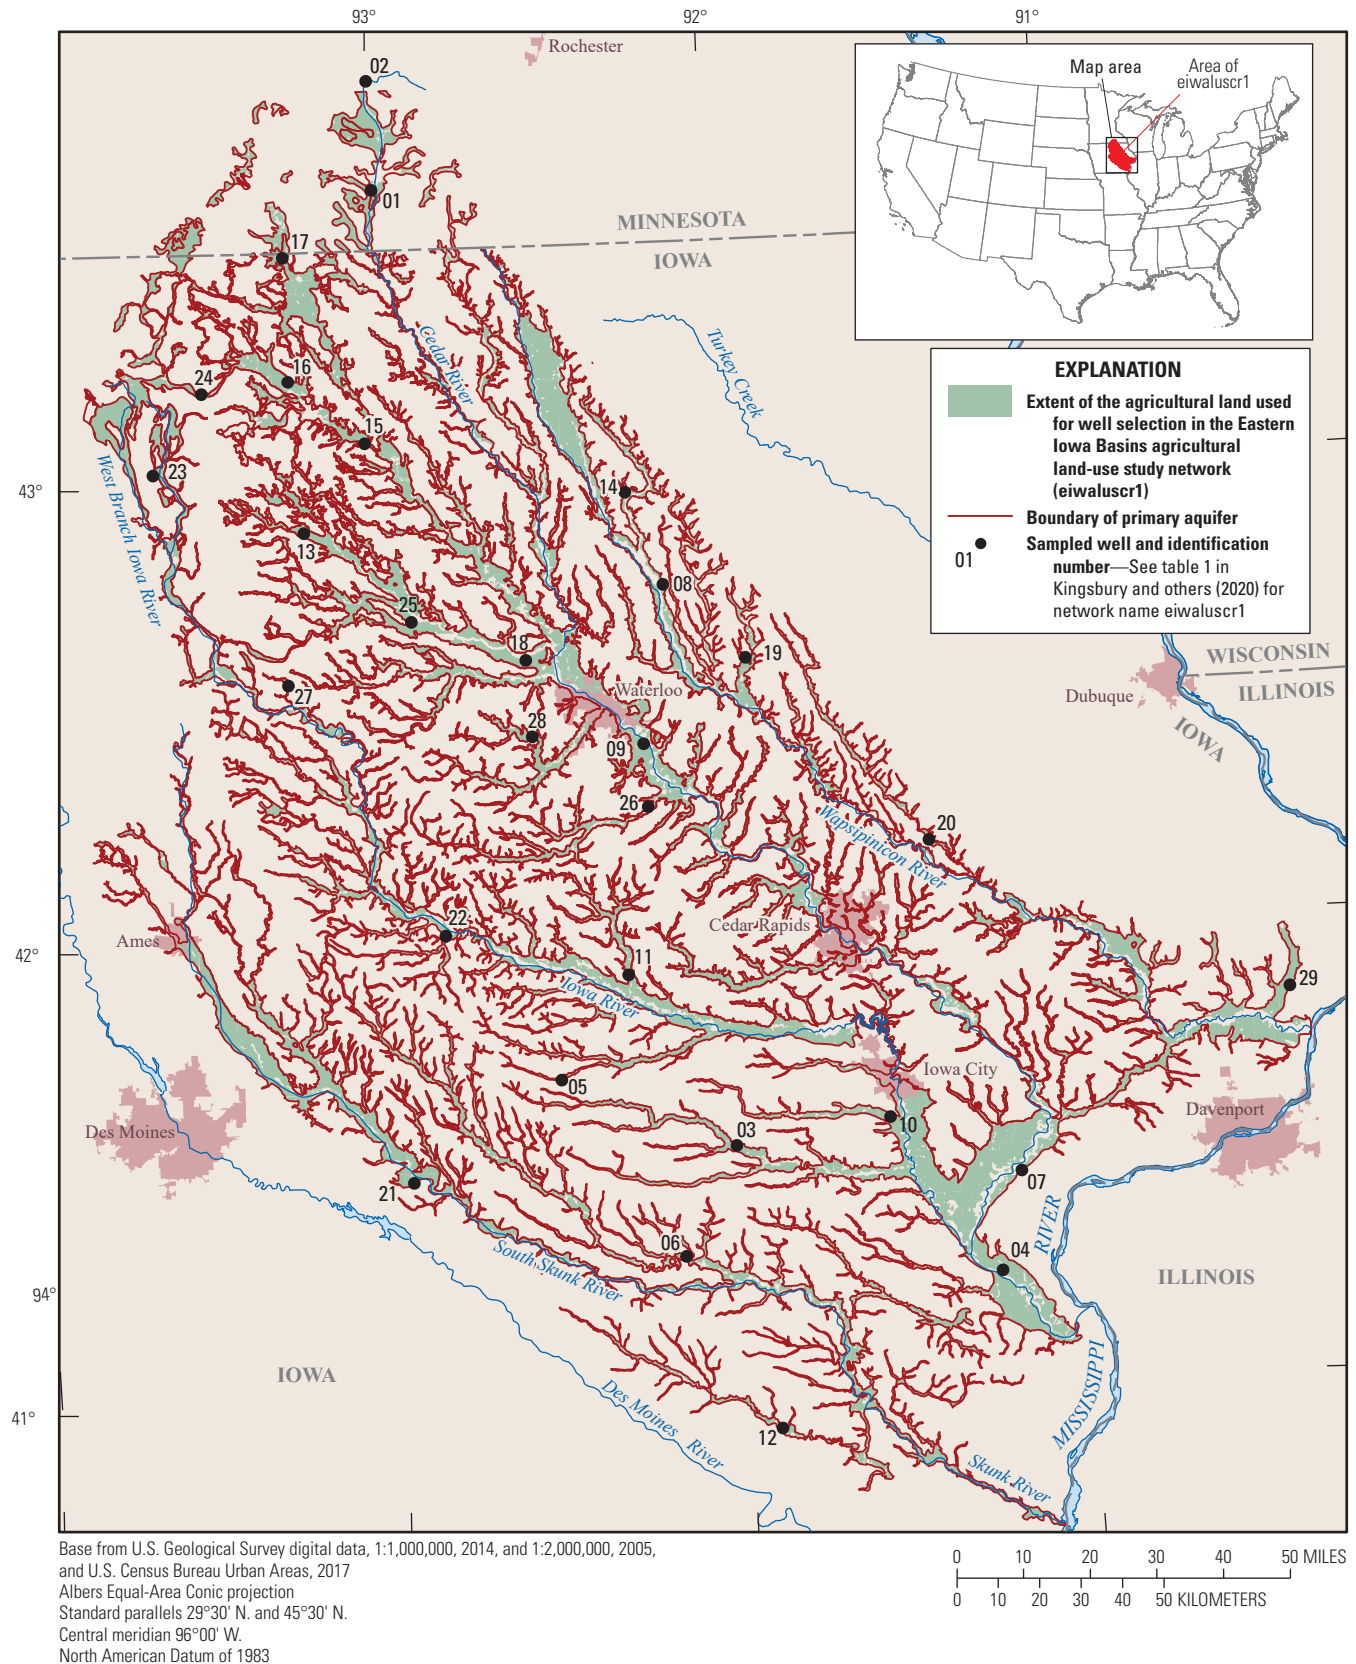 93°
92°
91°
Rochester
02
Map area
Area of
eiwaluscr1
01
MINNESOTA
IOWA
17
Cedar River
Turkey Creek
EXPLANATION
Extent of the agricultural land used
for well selection in the Eastern
Iowa Basins agricultural
land-use study network
(eiwaluscr1)
Boundary of primary aquifer
01
Sampled well and identification
number—See table 1 in
Kingsbury and others (2020) for
network name eiwaluscr1
16
24
15
23
West Branch Iowa River
43°
14
13
08
25
18
19
WISCONSIN
ILLINOIS
Dubuque
IOWA
27
Waterloo
28
09
26
Wapsipinicon River
20
22
Cedar Rapids
Ames
42°
11
29
Iowa River
Iowa City
05
Davenport
10
Des Moines
03
07
21
RIVER
06
04
South Skunk River
ILLINOIS
94°
IOWA
MISSISSIPPI
Des Moines River
41°
12
Skunk River
Base from U.S. Geological Survey digital data, 1:1,000,000, 2014, and 1:2,000,000, 2005,
and U.S. Census Bureau Urban Areas, 2017
Albers Equal-Area Conic projection
Standard parallels 29°30' N. and 45°30' N.
Central meridian 96°00' W.
North American Datum of 1983
0 10 20 30 40 50 MILES
0 10 20 30 40 50 KILOMETERS